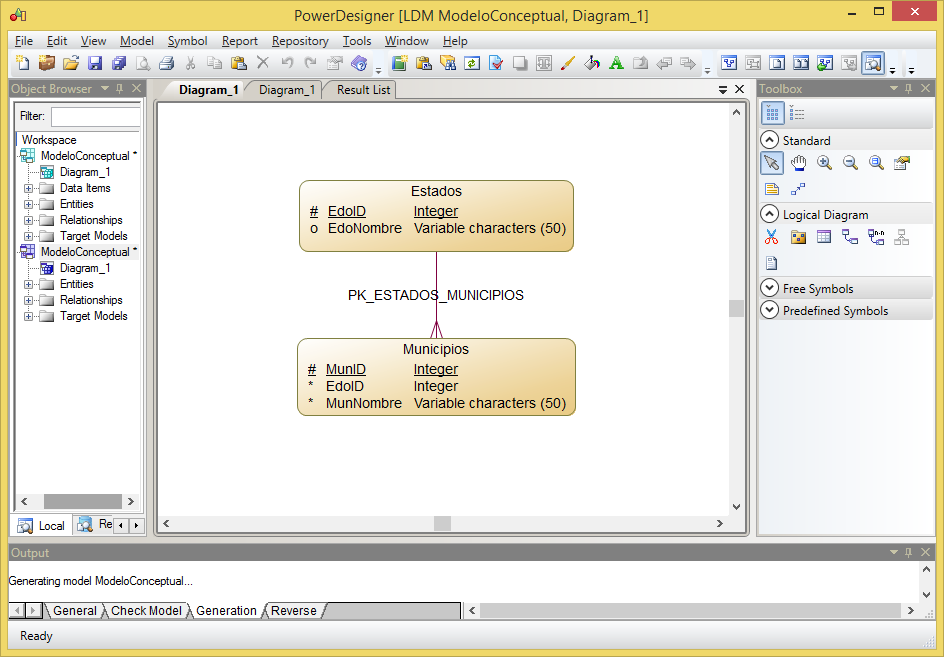 PowerDesigner [LDM ModeloConceptual, Diagram_1]
File Edit View Model Symbol Report Repository Tools Window Help
Object Browser
Filter:
Workspace
ModeloConceptual *
Diagram_1
Data Items
Entities
Relationships
Target Models
ModeloConceptual *
Diagram_1
Entities
Relationships
Target Models
Local Re
Diagram_1 Diagram_1 Result List
Estados
# EdoID Integer
o EdoNombre Variable characters (50)
PK_ESTADOS_MUNICIPIOS
Municipios
# MunID Integer
* EdoID Integer
* MunNombre Variable characters (50)
Toolbox
Standard
Logical Diagram
Free Symbols
Predefined Symbols
Output
Generating model ModeloConceptual...
General Check Model Generation Reverse
Ready